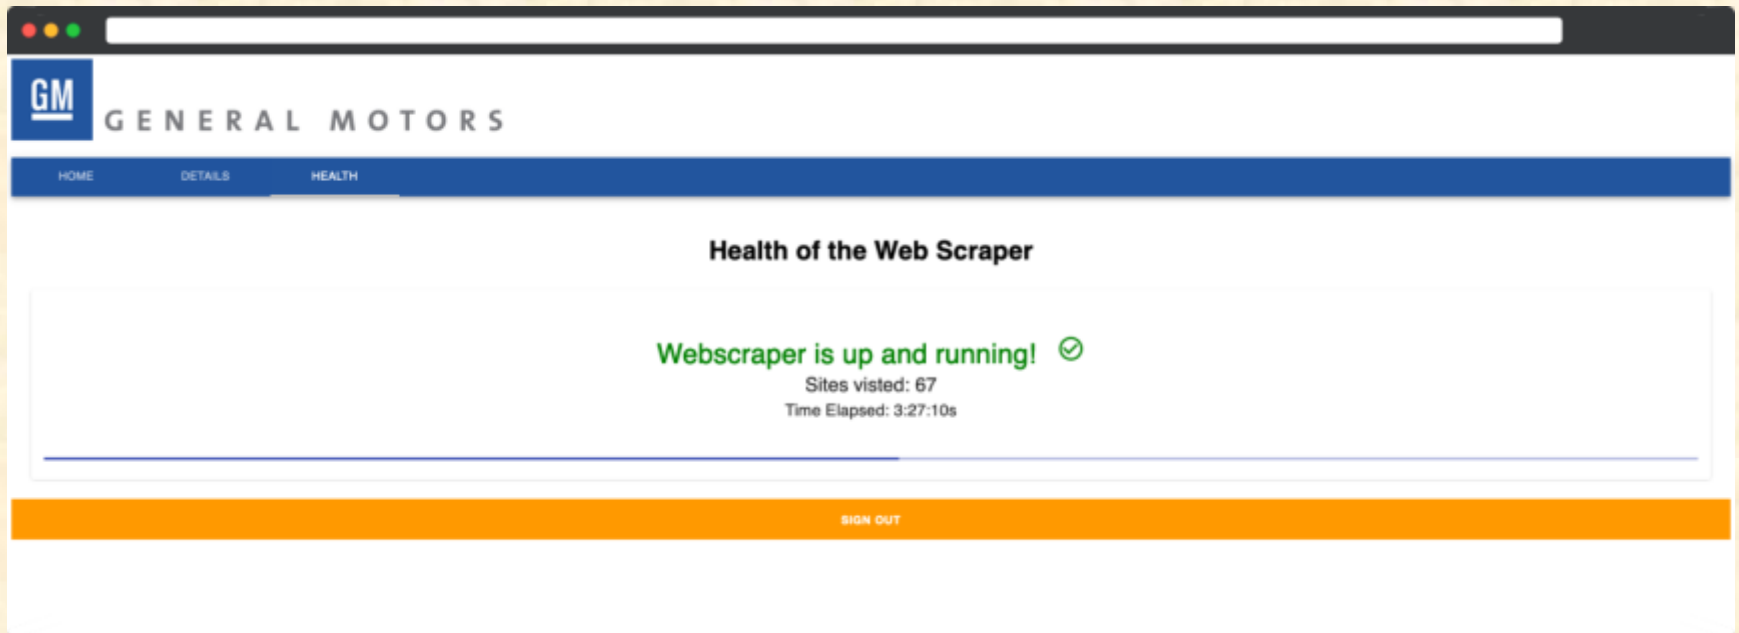 GM
GENERAL MOTORS
HOME DETAILS HEALTH
Health of the Web Scraper
Webscraper is up and running!
Sites visted: 67
Time Elapsed: 3:27:10s
SIGN OUT